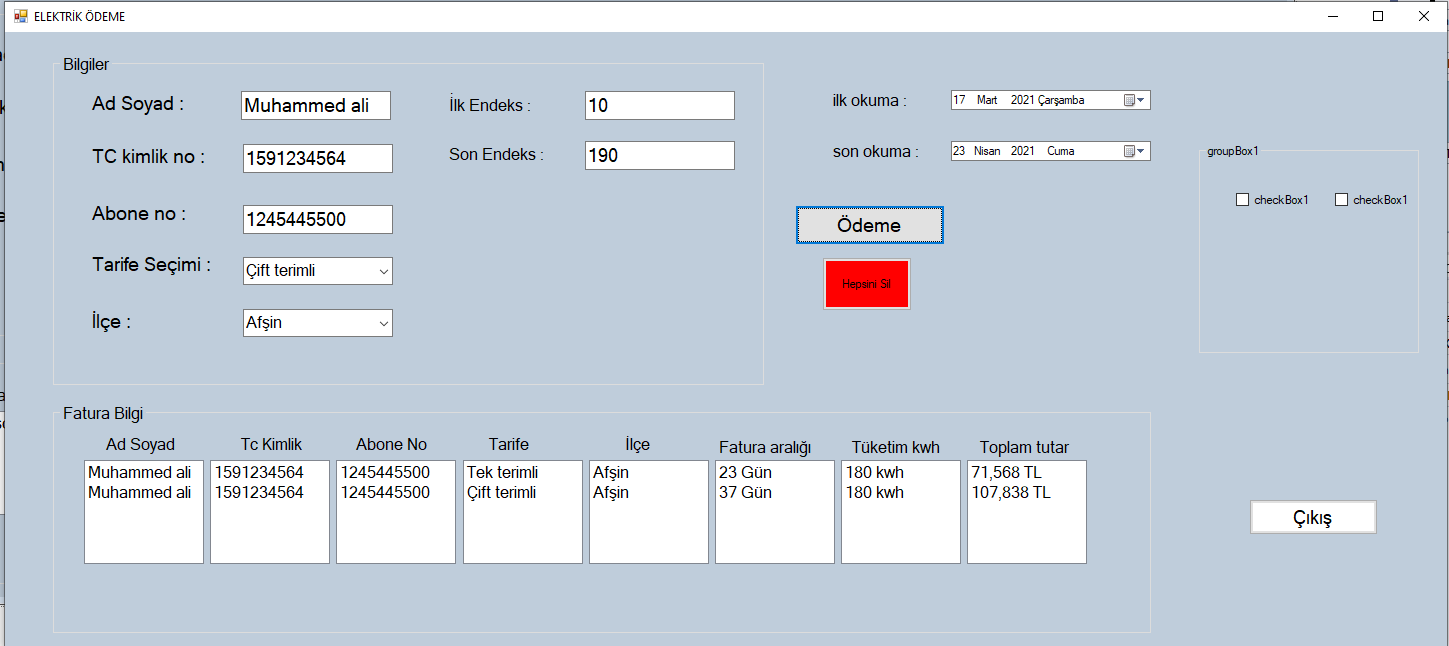 ELEKTRİK ÖDEME
Bilgiler
Ad Soyad :
Muhammed ali
İlk Endeks :
10
TC kimlik no :
1591234564
Son Endeks :
190
Abone no :
1245445500
Tarife Seçimi :
Çift terimli
İlçe :
Afşin
ilk okuma :
17 Mart 2021 Çarşamba
son okuma :
23 Nisan 2021 Cuma
Ödeme
Hepsini Sil
groupBox1
checkBox1
checkBox1
Fatura Bilgi
Ad Soyad Tc Kimlik Abone No Tarife İlçe Fatura aralığı Tüketim kwh Toplam tutar
Muhammed ali 1591234564 1245445500 Tek terimli Afşin 23 Gün 180 kwh 71,568 TL
Muhammed ali 1591234564 1245445500 Çift terimli Afşin 37 Gün 180 kwh 107,838 TL
Çıkış